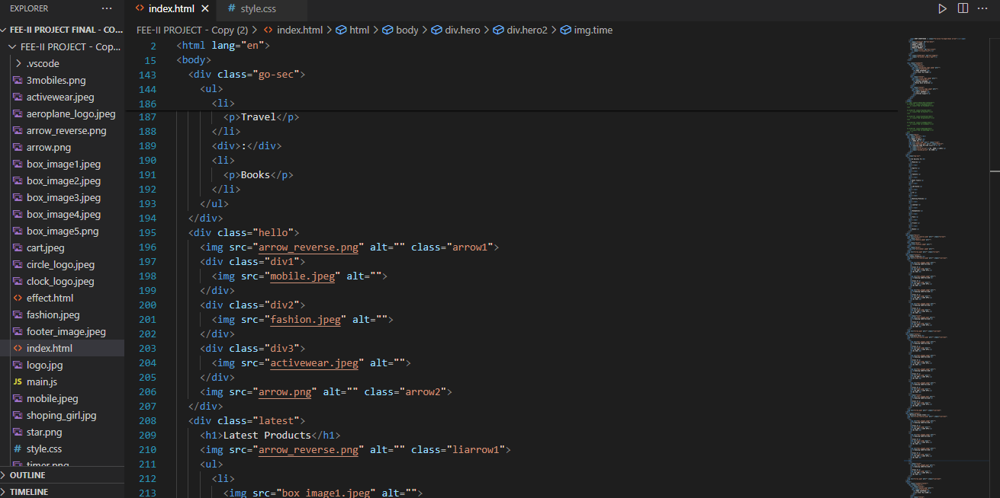 EXPLORER ···
index.html × # style.css ···
FEE-II PROJECT FINAL - CO...
FEE-II PROJECT - Cop...
.vscode
3mobiles.png
activewear.jpeg
aeroplane_logo.jpeg
arrow_reverse.png
arrow.png
box_image1.jpeg
box_image2.jpeg
box_image3.jpeg
box_image4.jpeg
box_image5.png
cart.jpeg
circle_logo.jpeg
clock_logo.jpeg
effect.html
fashion.jpeg
footer_image.jpeg
index.html
logo.jpg
JS main.js
mobile.jpeg
shoping_girl.jpg
star.png
# style.css
timer.png
OUTLINE
TIMELINE
FEE-II PROJECT - Copy (2) > index.html > html > body > div.hero > div.hero2 > img.time
2 <html lang="en">
15 <body>
143 <div class="go-sec">
144 <ul>
186 <li>
187 <p>Travel</p>
188 </li>
189 <div>:</div>
190 <li>
191 <p>Books</p>
192 </li>
193 </ul>
194 </div>
195 <div class="hello">
196 <img src="arrow_reverse.png" alt="" class="arrow1">
197 <div class="div1">
198 <img src="mobile.jpeg" alt="">
199 </div>
200 <div class="div2">
201 <img src="fashion.jpeg" alt="">
202 </div>
203 <div class="div3">
204 <img src="activewear.jpeg" alt="">
205 </div>
206 <img src="arrow.png" alt="" class="arrow2">
207 </div>
208 <div class="latest">
209 <h1>Latest Products</h1>
210 <img src="arrow_reverse.png" alt="" class="liarrow1">
211 <ul>
212 <li>
213 <img src="box_image1.jpeg" alt="">